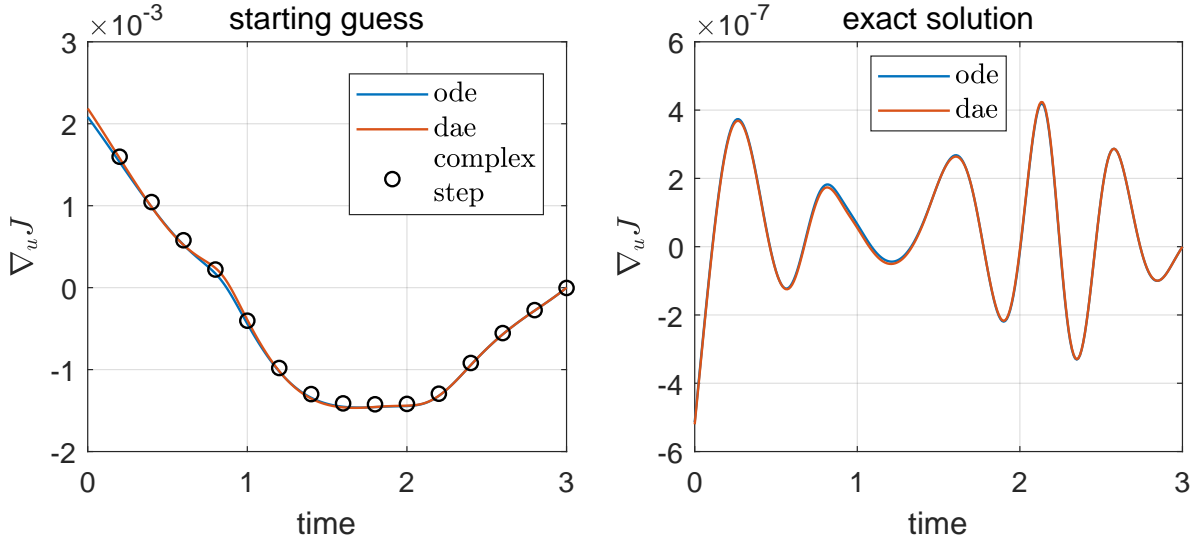 ×10⁻³
starting guess
3
2
1
0
-1
-2
0
1
2
3
∇ᵤJ
time
ode
dae
complex
step
×10⁻⁷
exact solution
6
4
2
0
-2
-4
-6
0
1
2
3
∇ᵤJ
time
ode
dae